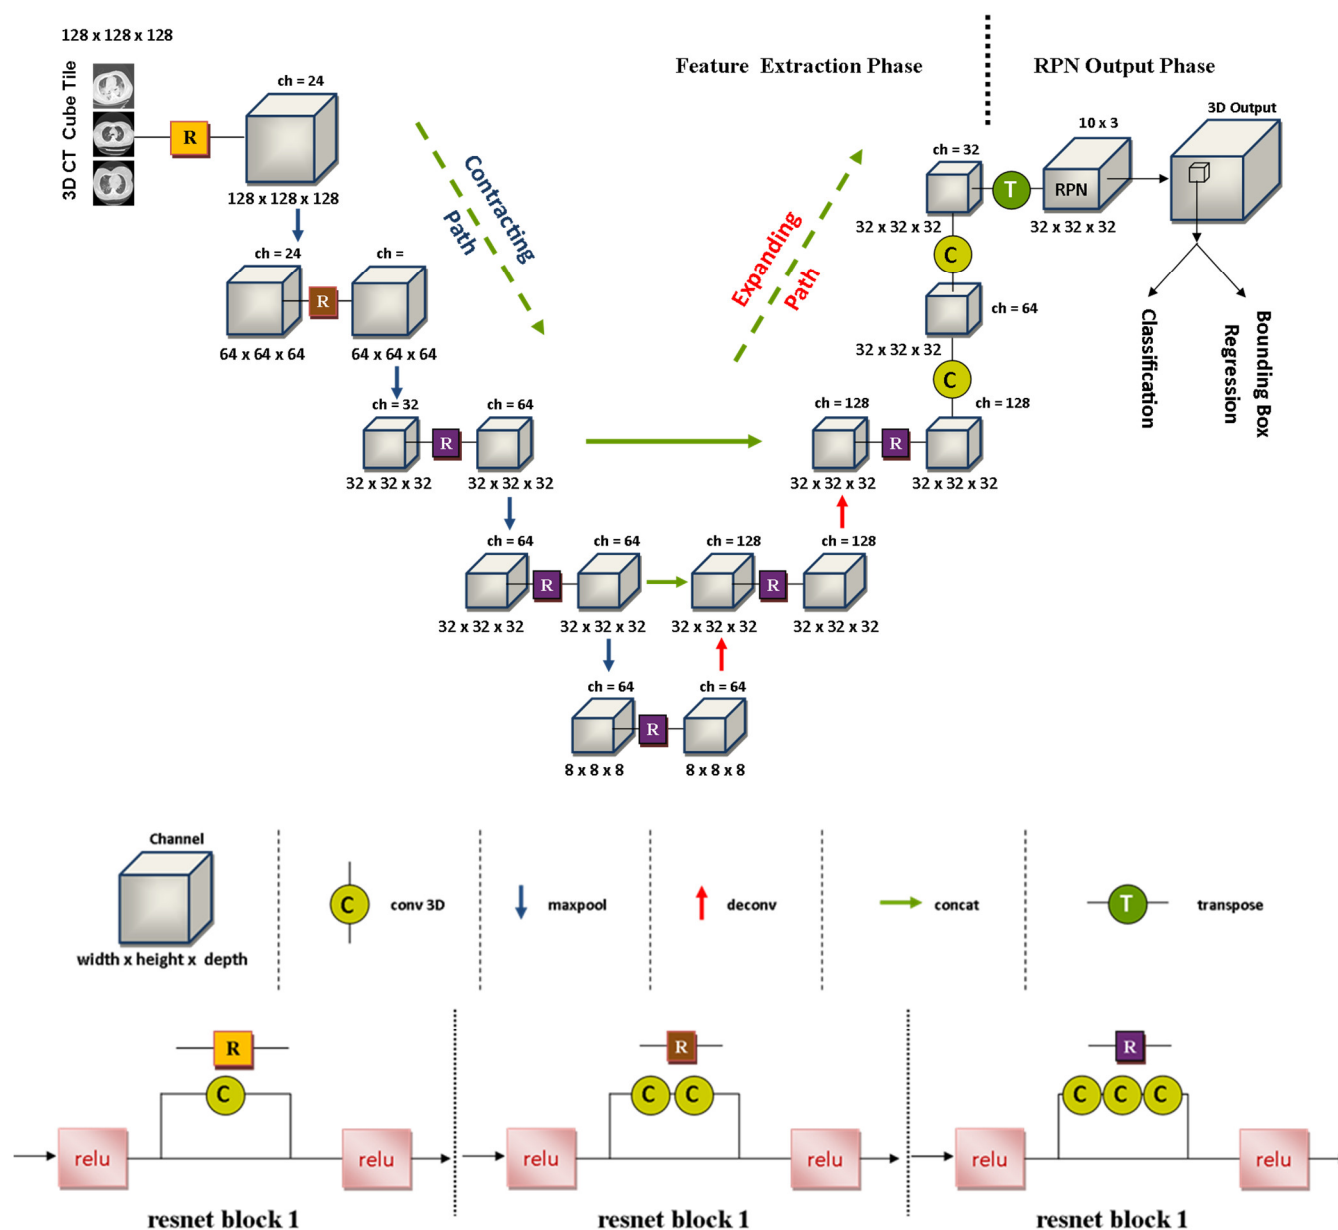 128 x 128 x 128
3D CT Cube Tile
R
ch = 24
128 x 128 x 128
Contracting
Path
Feature Extraction Phase
RPN Output Phase
Expanding
Path
ch = 32
32 x 32 x 32
T
10 x 3
RPN
32 x 32 x 32
3D Output
Classification
Bounding Box
Regression
C
ch = 64
32 x 32 x 32
C
ch = 24
R
ch =
64 x 64 x 64
64 x 64 x 64
ch = 32
R
ch = 64
32 x 32 x 32
32 x 32 x 32
ch = 128
R
ch = 128
32 x 32 x 32
32 x 32 x 32
ch = 64
R
ch = 64
32 x 32 x 32
32 x 32 x 32
ch = 128
R
ch = 128
32 x 32 x 32
32 x 32 x 32
ch = 64
R
ch = 64
8 x 8 x 8
8 x 8 x 8
Channel
width x height x depth
C
conv 3D
maxpool
deconv
concat
T
transpose
R
C
relu
relu
resnet block 1
R
C C
relu
relu
resnet block 1
R
C C C
relu
relu
resnet block 1